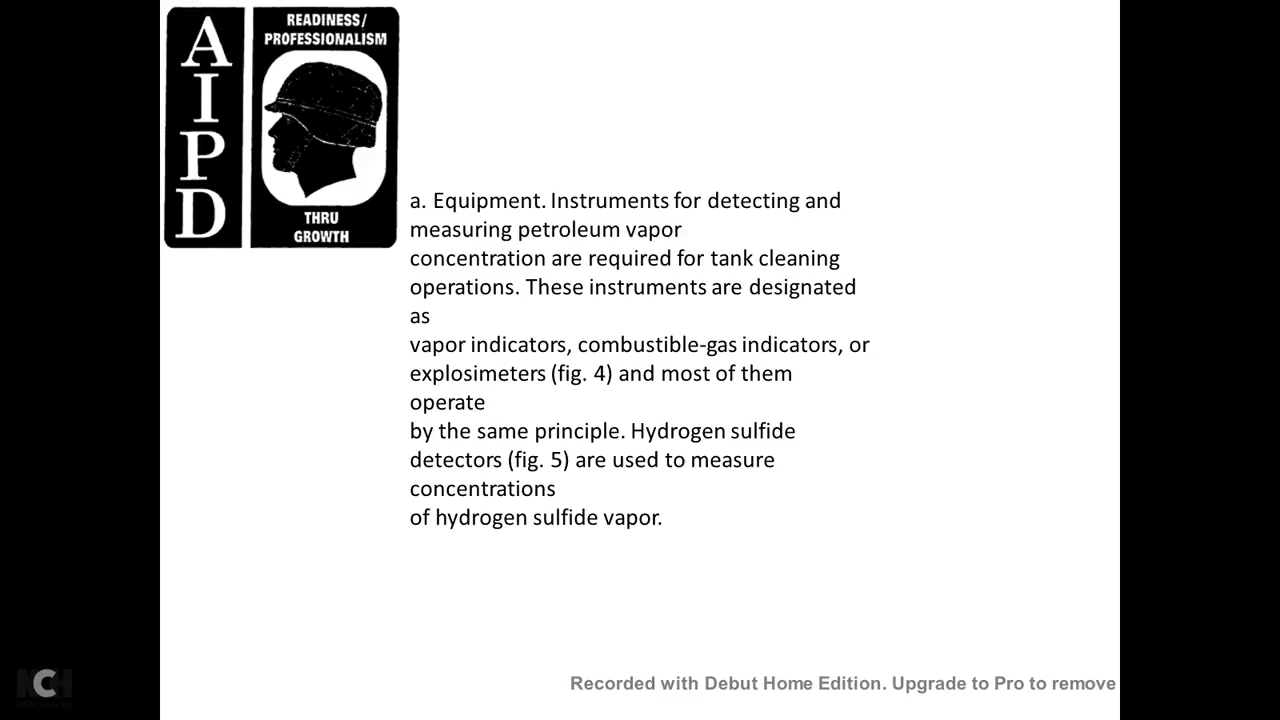 A
I
P
D
READINESS/
PROFESSIONALISM
THRU
GROWTH
a. Equipment. Instruments for detecting and
measuring petroleum vapor
concentration are required for tank cleaning
operations. These instruments are designated
as
vapor indicators, combustible-gas indicators, or
explosimeters (fig. 4) and most of them
operate
by the same principle. Hydrogen sulfide
detectors (fig. 5) are used to measure
concentrations
of hydrogen sulfide vapor.
NCH
Recorded with Debut Home Edition. Upgrade to Pro to remove